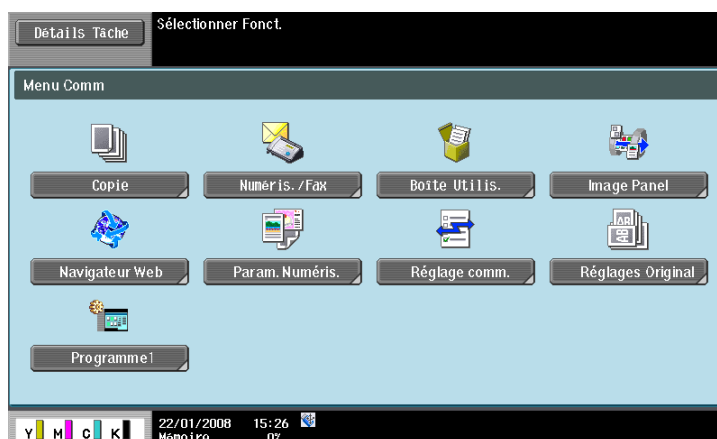 Détails Tâche
Sélectionner Fonct.
Menu Comm
Copie
Numéris./Fax
Boîte Utilis.
Image Panel
Navigateur Web
Param. Numéris.
Réglage comm.
Réglages Original
Programme1
Y M C K
22/01/2008 15:26
Mémoire 0%